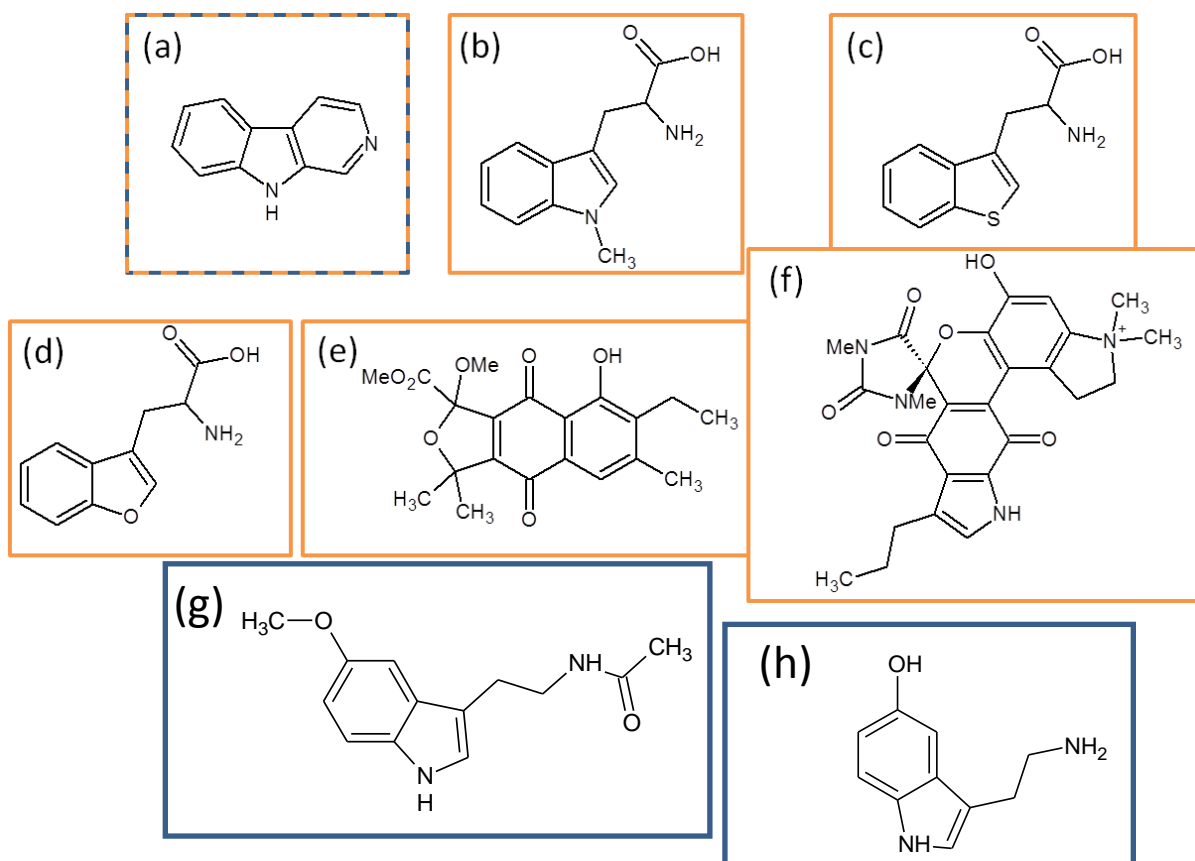 (a)
N
N
H
(b)
O
OH
NH2
N
CH3
(c)
O
OH
NH2
S
(d)
O
OH
NH2
O
(e)
MeO2C
OMe
O
OH
CH3
O
CH3
H3C
CH3
O
(f)
HO
O
CH3
MeN
O
N+
CH3
O
NMe
O
O
NH
H3C
(g)
H3C
O
NH
CH3
O
N
H
(h)
OH
NH2
NH